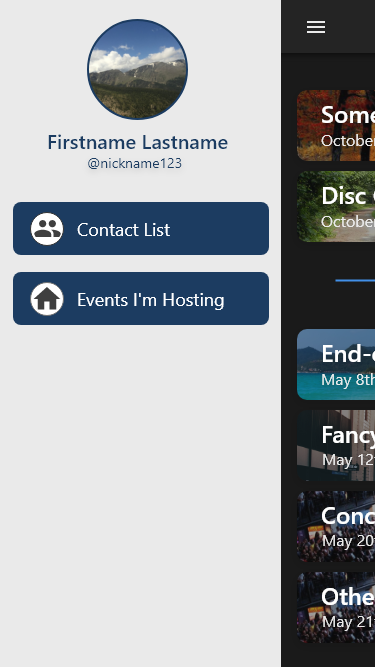 Firstname Lastname
@nickname123
Contact List
Events I'm Hosting
Some
October
Disc
October
End-
May 8th
Fancy
May 12
Conc
May 20
Othe
May 21